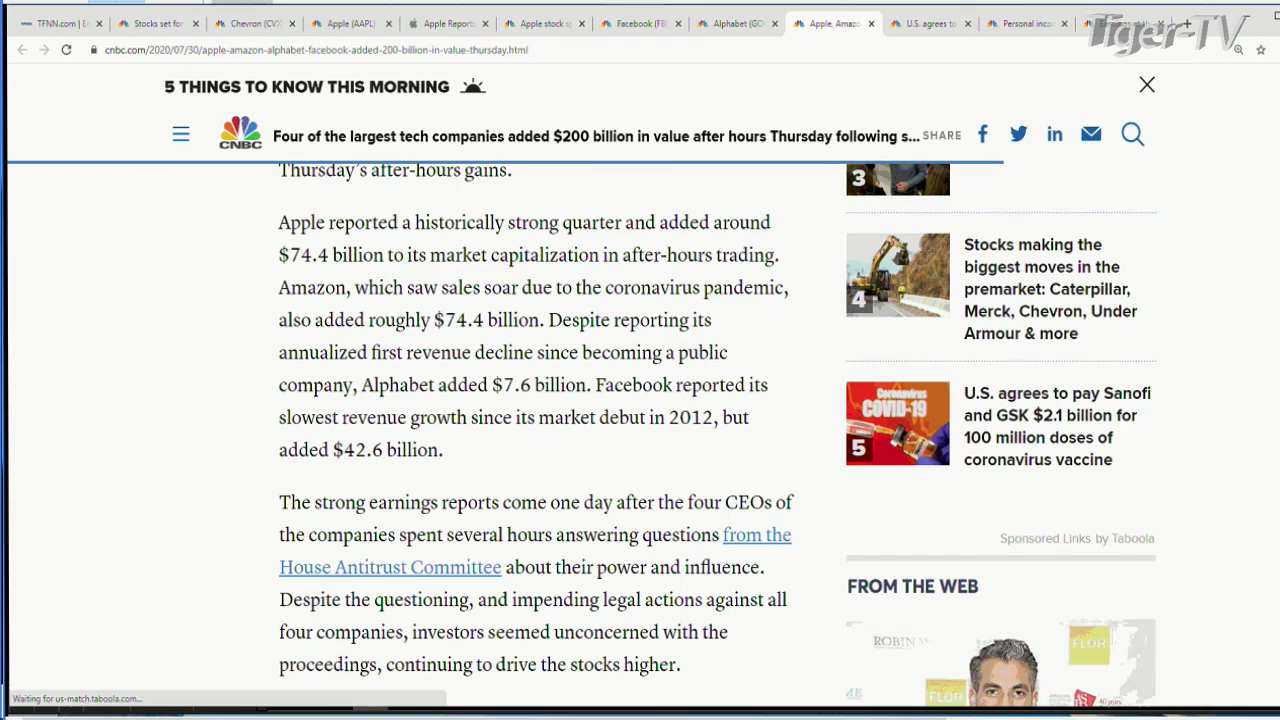 TFNN.com | E
Stocks set for
Chevron (CVX
Apple (AAPL)
Apple Report
Apple stock s
Facebook (FB
Alphabet (GO
Apple, Amaz
U.S. agrees to
Personal inco
Tiger-TV
cnbc.com/2020/07/30/apple-amazon-alphabet-facebook-added-200-billion-in-value-thursday.html
5 THINGS TO KNOW THIS MORNING
CNBC
Four of the largest tech companies added $200 billion in value after hours Thursday following s...
SHARE
Thursday's after-hours gains.
Apple reported a historically strong quarter and added around
$74.4 billion to its market capitalization in after-hours trading.
Amazon, which saw sales soar due to the coronavirus pandemic,
also added roughly $74.4 billion. Despite reporting its
annualized first revenue decline since becoming a public
company, Alphabet added $7.6 billion. Facebook reported its
slowest revenue growth since its market debut in 2012, but
added $42.6 billion.
The strong earnings reports come one day after the four CEOs of
the companies spent several hours answering questions from the
House Antitrust Committee about their power and influence.
Despite the questioning, and impending legal actions against all
four companies, investors seemed unconcerned with the
proceedings, continuing to drive the stocks higher.
3
4
Stocks making the
biggest moves in the
premarket: Caterpillar,
Merck, Chevron, Under
Armour & more
Coronavirus
COVID-19
5
U.S. agrees to pay Sanofi
and GSK $2.1 billion for
100 million doses of
coronavirus vaccine
Sponsored Links by Taboola
FROM THE WEB
ROBIN
FLOR
FLOR
40 years
Waiting for us-match.taboola.com...